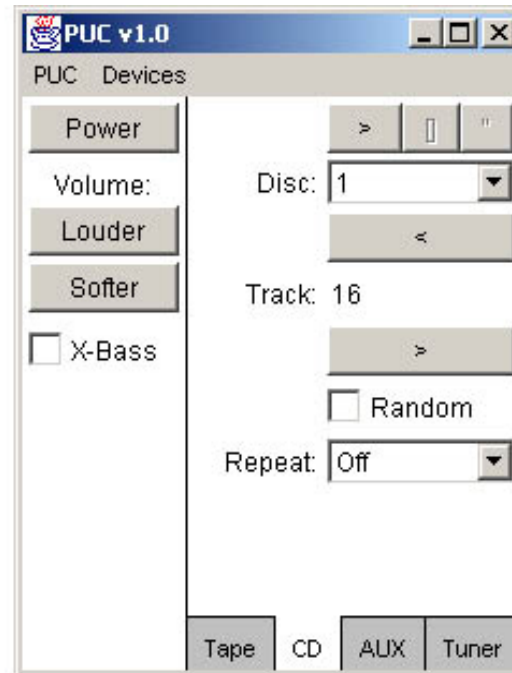 PUC v1.0
PUC Devices
Power
Volume:
Louder
Softer
X-Bass
> [] "
Disc: 1
<
Track: 16
>
Random
Repeat: Off
Tape CD AUX Tuner